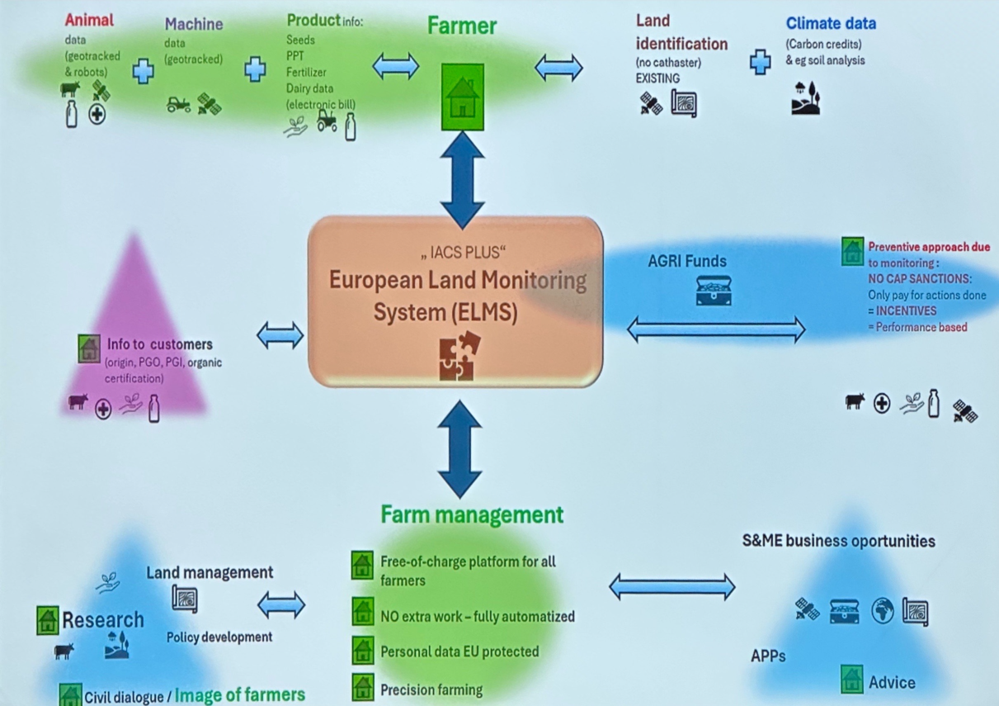 Animal
data
(geotracked
& robots)
Machine
data
(geotracked)
Product info:
Seeds
PPT
Fertilizer
Dairy data
(electronic bill)
Farmer
Land
identification
(no cathaster)
EXISTING
Climate data
(Carbon credits)
& eg soil analysis
„ IACS PLUS“
European Land Monitoring
System (ELMS)
AGRI Funds
Preventive approach due
to monitoring :
NO CAP SANCTIONS:
Only pay for actions done
= INCENTIVES
= Performance based
Info to customers
(origin, PGO, PGI, organic
certification)
Farm management
Free-of-charge platform for all
farmers
NO extra work – fully automatized
Personal data EU protected
Precision farming
Land management
Research
Policy development
Civil dialogue / Image of farmers
S&ME business oportunities
APPs
Advice